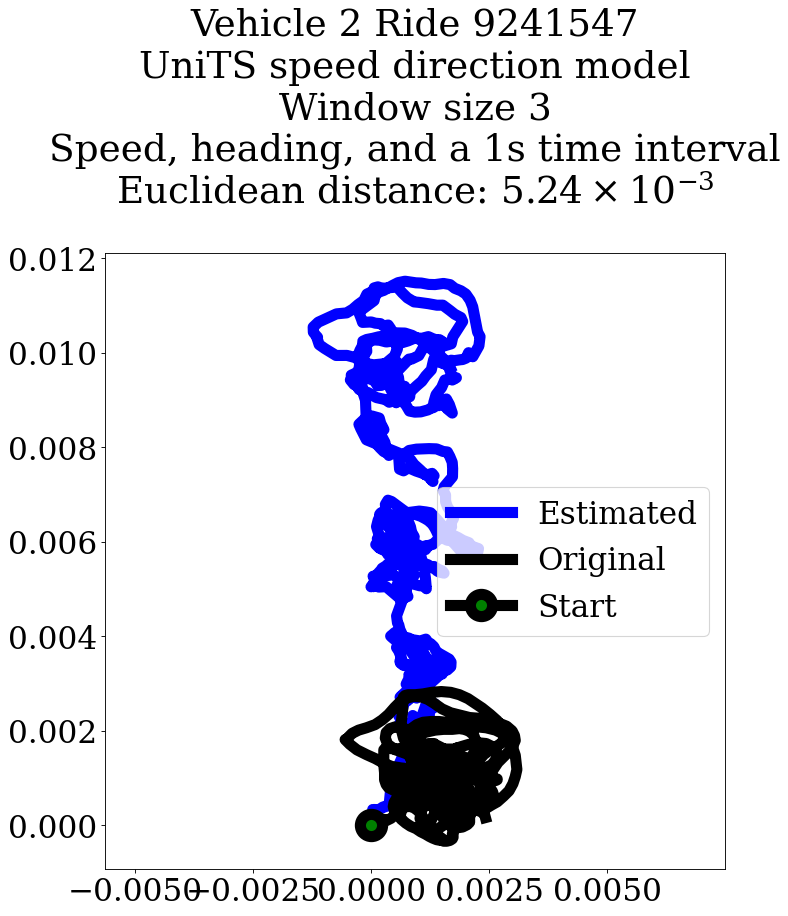 Vehicle 2 Ride 9241547
UniTS speed direction model
Window size 3
Speed, heading, and a 1s time interval
Euclidean distance: 5.24 × 10⁻³
0.012
0.010
0.008
0.006
0.004
0.002
0.000
Estimated
Original
Start
−0.0050 −0.0025 0.0000 0.0025 0.0050